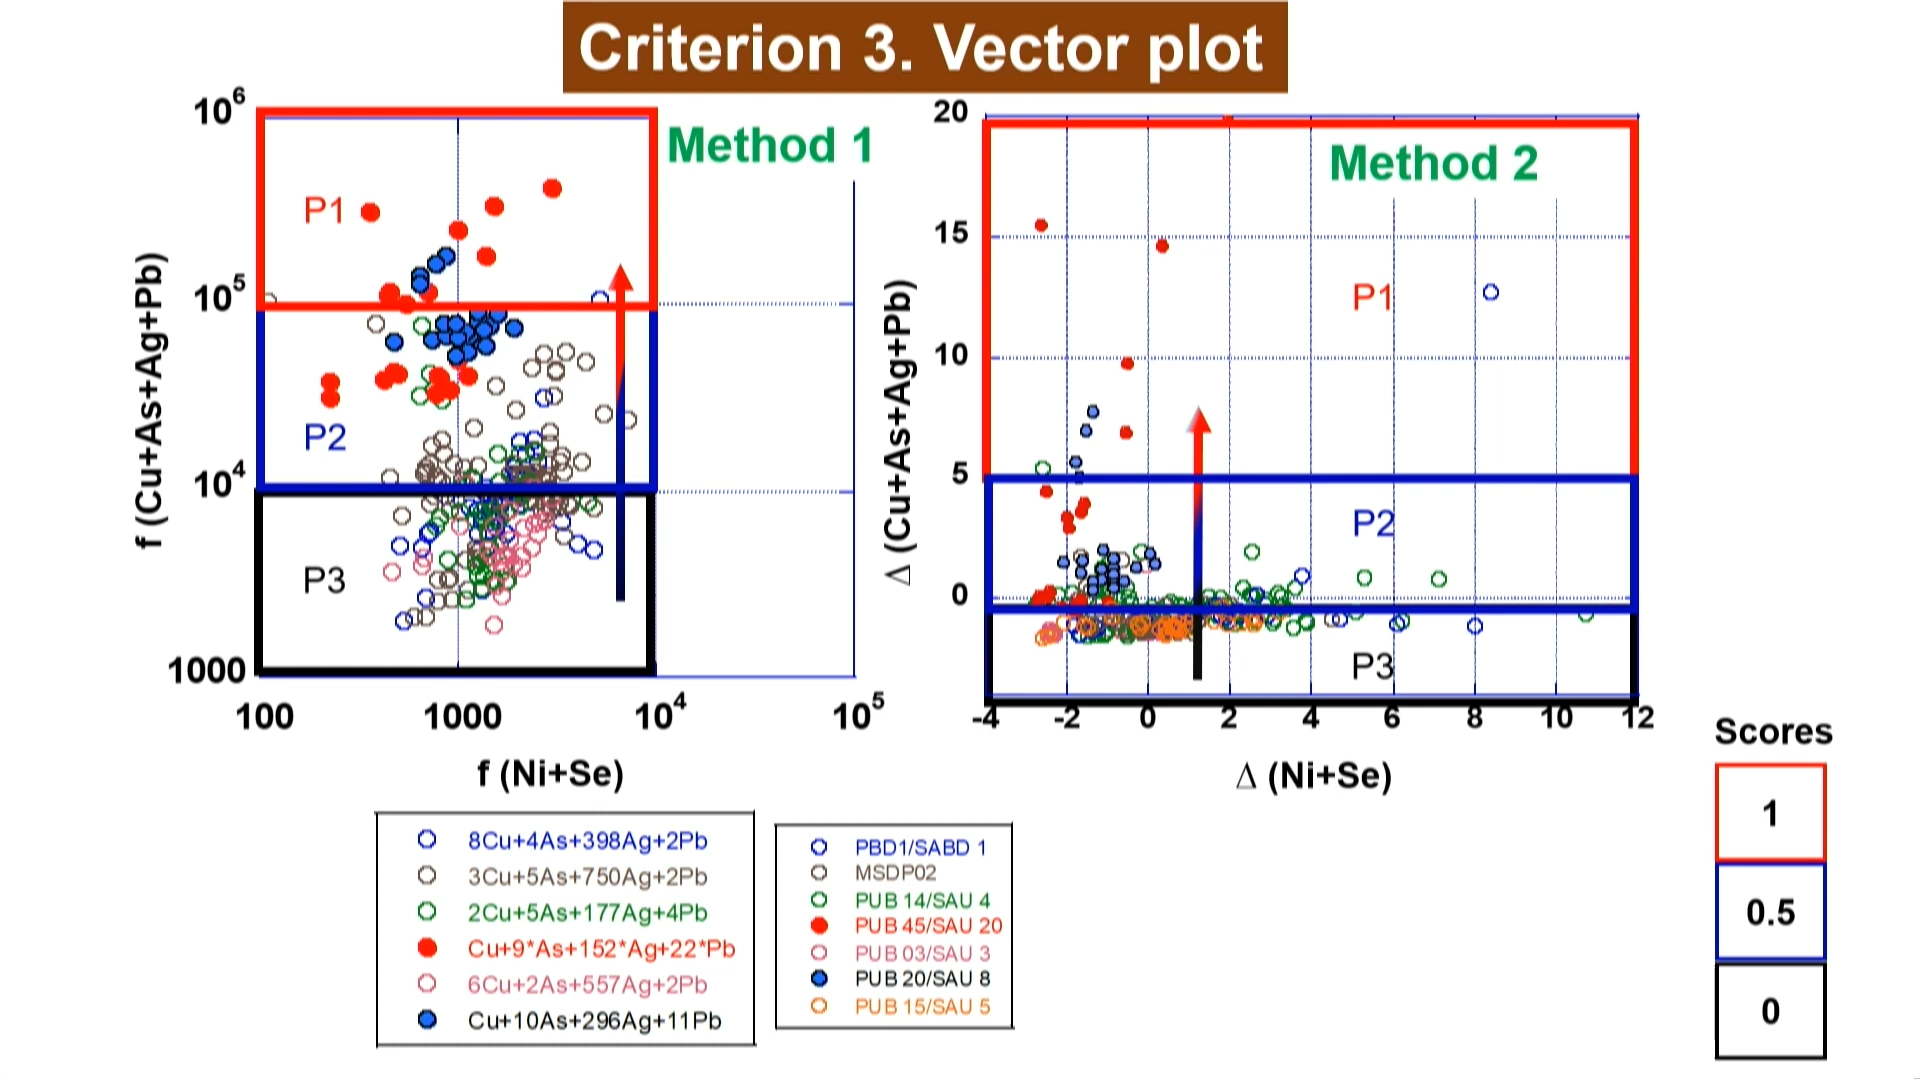 Criterion 3. Vector plot
Method 1
f (Cu+As+Ag+Pb)
10^6
10^5
10^4
1000
P1
P2
P3
100
1000
10^4
10^5
f (Ni+Se)
8Cu+4As+398Ag+2Pb
3Cu+5As+750Ag+2Pb
2Cu+5As+177Ag+4Pb
Cu+9*As+152*Ag+22*Pb
6Cu+2As+557Ag+2Pb
Cu+10As+296Ag+11Pb
Method 2
Δ (Cu+As+Ag+Pb)
20
15
10
5
0
P1
P2
P3
-4
-2
0
2
4
6
8
10
12
Δ (Ni+Se)
PBD1/SABD 1
MSDP02
PUB 14/SAU 4
PUB 45/SAU 20
PUB 03/SAU 3
PUB 20/SAU 8
PUB 15/SAU 5
Scores
1
0.5
0